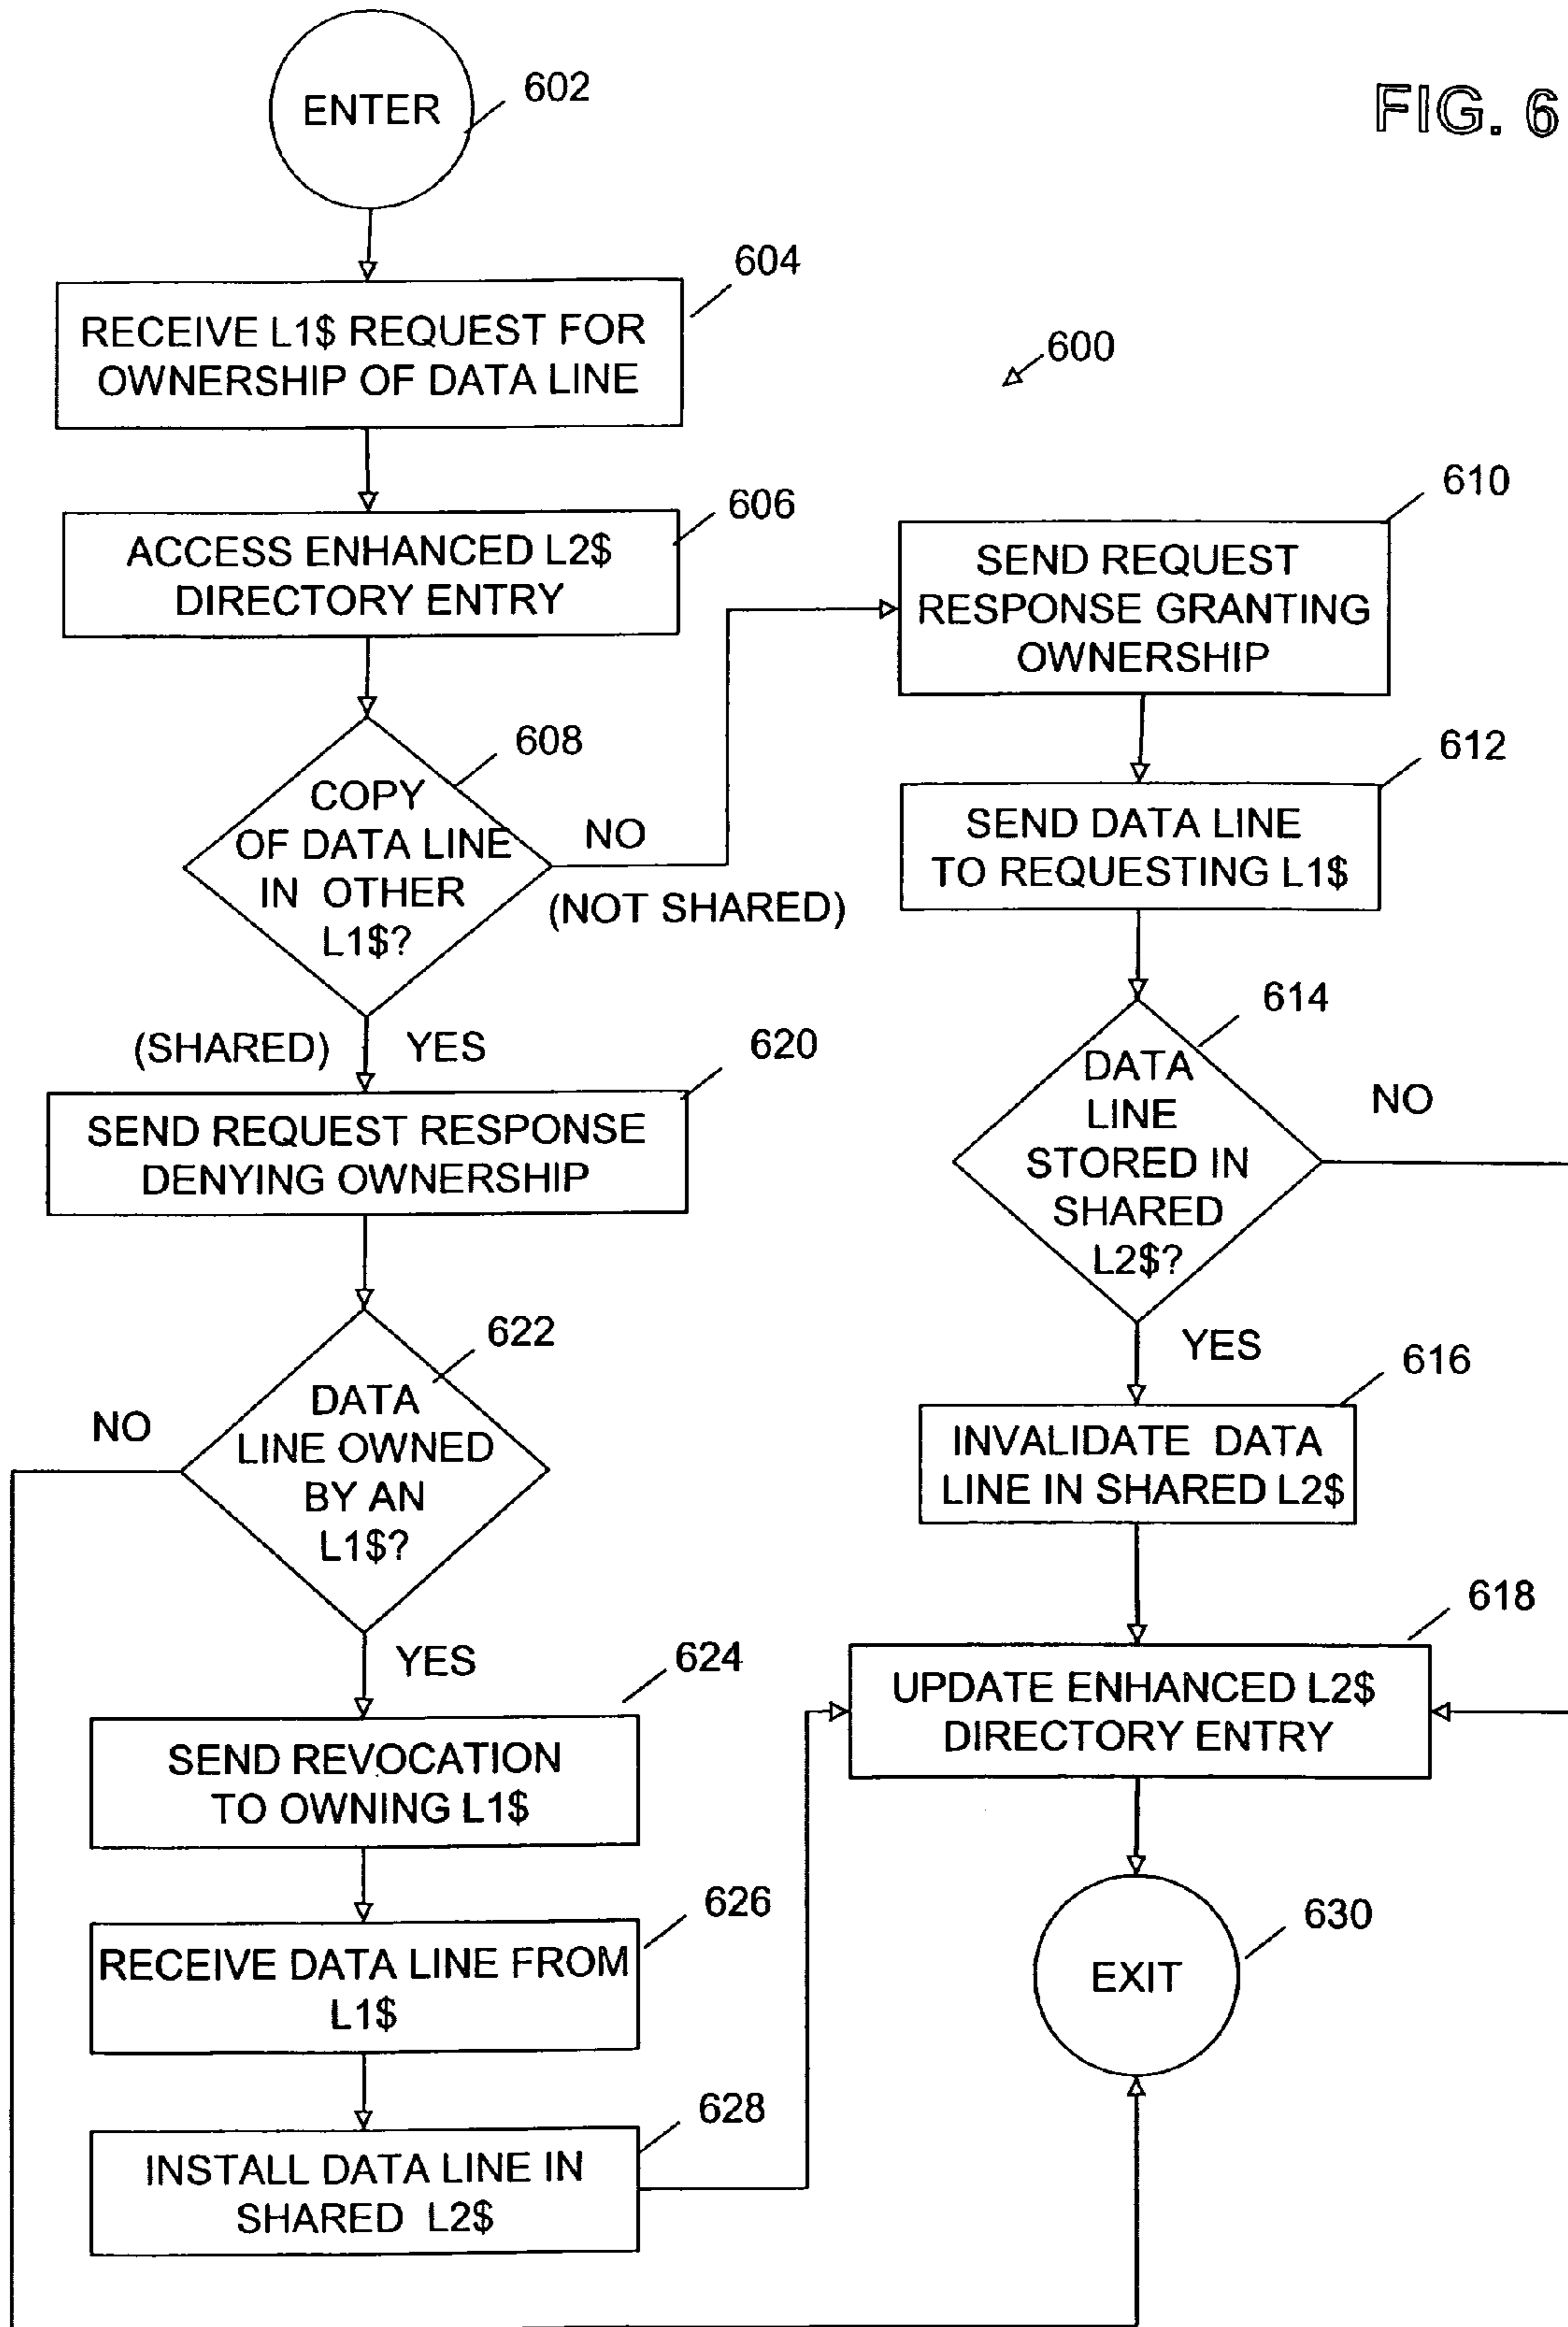 FIG. 6
ENTER
602
604
RECEIVE L1$ REQUEST FOR
OWNERSHIP OF DATA LINE
600
606
ACCESS ENHANCED L2$
DIRECTORY ENTRY
608
COPY
OF DATA LINE
IN OTHER
L1$?
NO
(NOT SHARED)
(SHARED) YES
610
SEND REQUEST
RESPONSE GRANTING
OWNERSHIP
612
SEND DATA LINE
TO REQUESTING L1$
614
DATA
LINE
STORED IN
SHARED
L2$?
NO
YES
616
INVALIDATE DATA
LINE IN SHARED L2$
618
UPDATE ENHANCED L2$
DIRECTORY ENTRY
620
SEND REQUEST RESPONSE
DENYING OWNERSHIP
622
DATA
LINE OWNED
BY AN
L1$?
NO
YES
624
SEND REVOCATION
TO OWNING L1$
626
RECEIVE DATA LINE FROM
L1$
628
INSTALL DATA LINE IN
SHARED L2$
630
EXIT